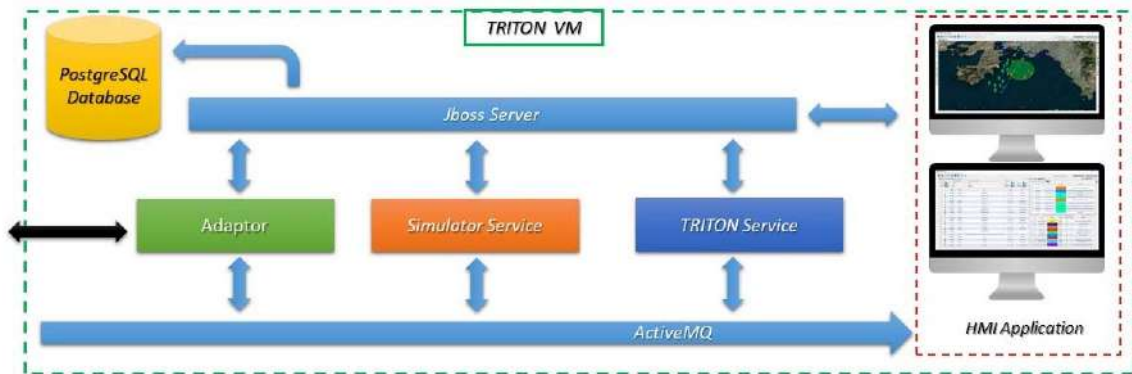 TRITON VM
PostgreSQL
Database
Jboss Server
Adaptor
Simulator Service
TRITON Service
ActiveMQ
HMI Application